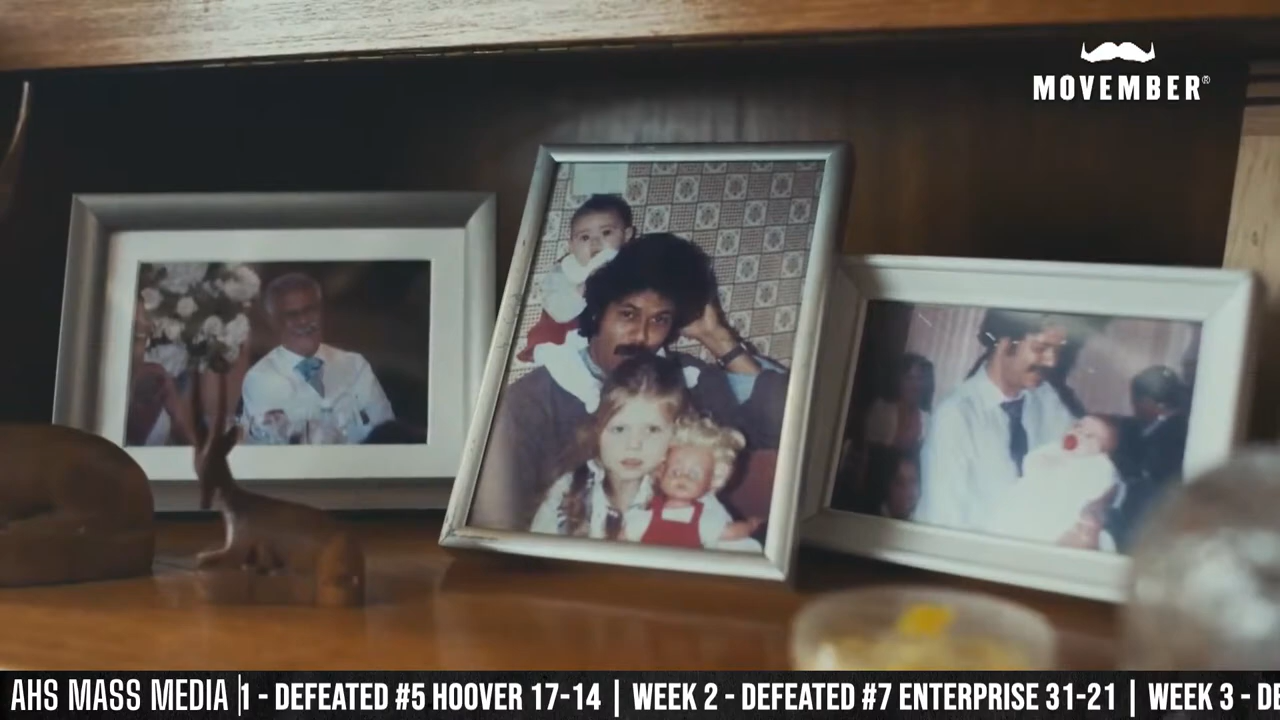 MOVEMBER®
AHS MASS MEDIA | 1 - DEFEATED #5 HOOVER 17-14 | WEEK 2 - DEFEATED #7 ENTERPRISE 31-21 | WEEK 3 - DE